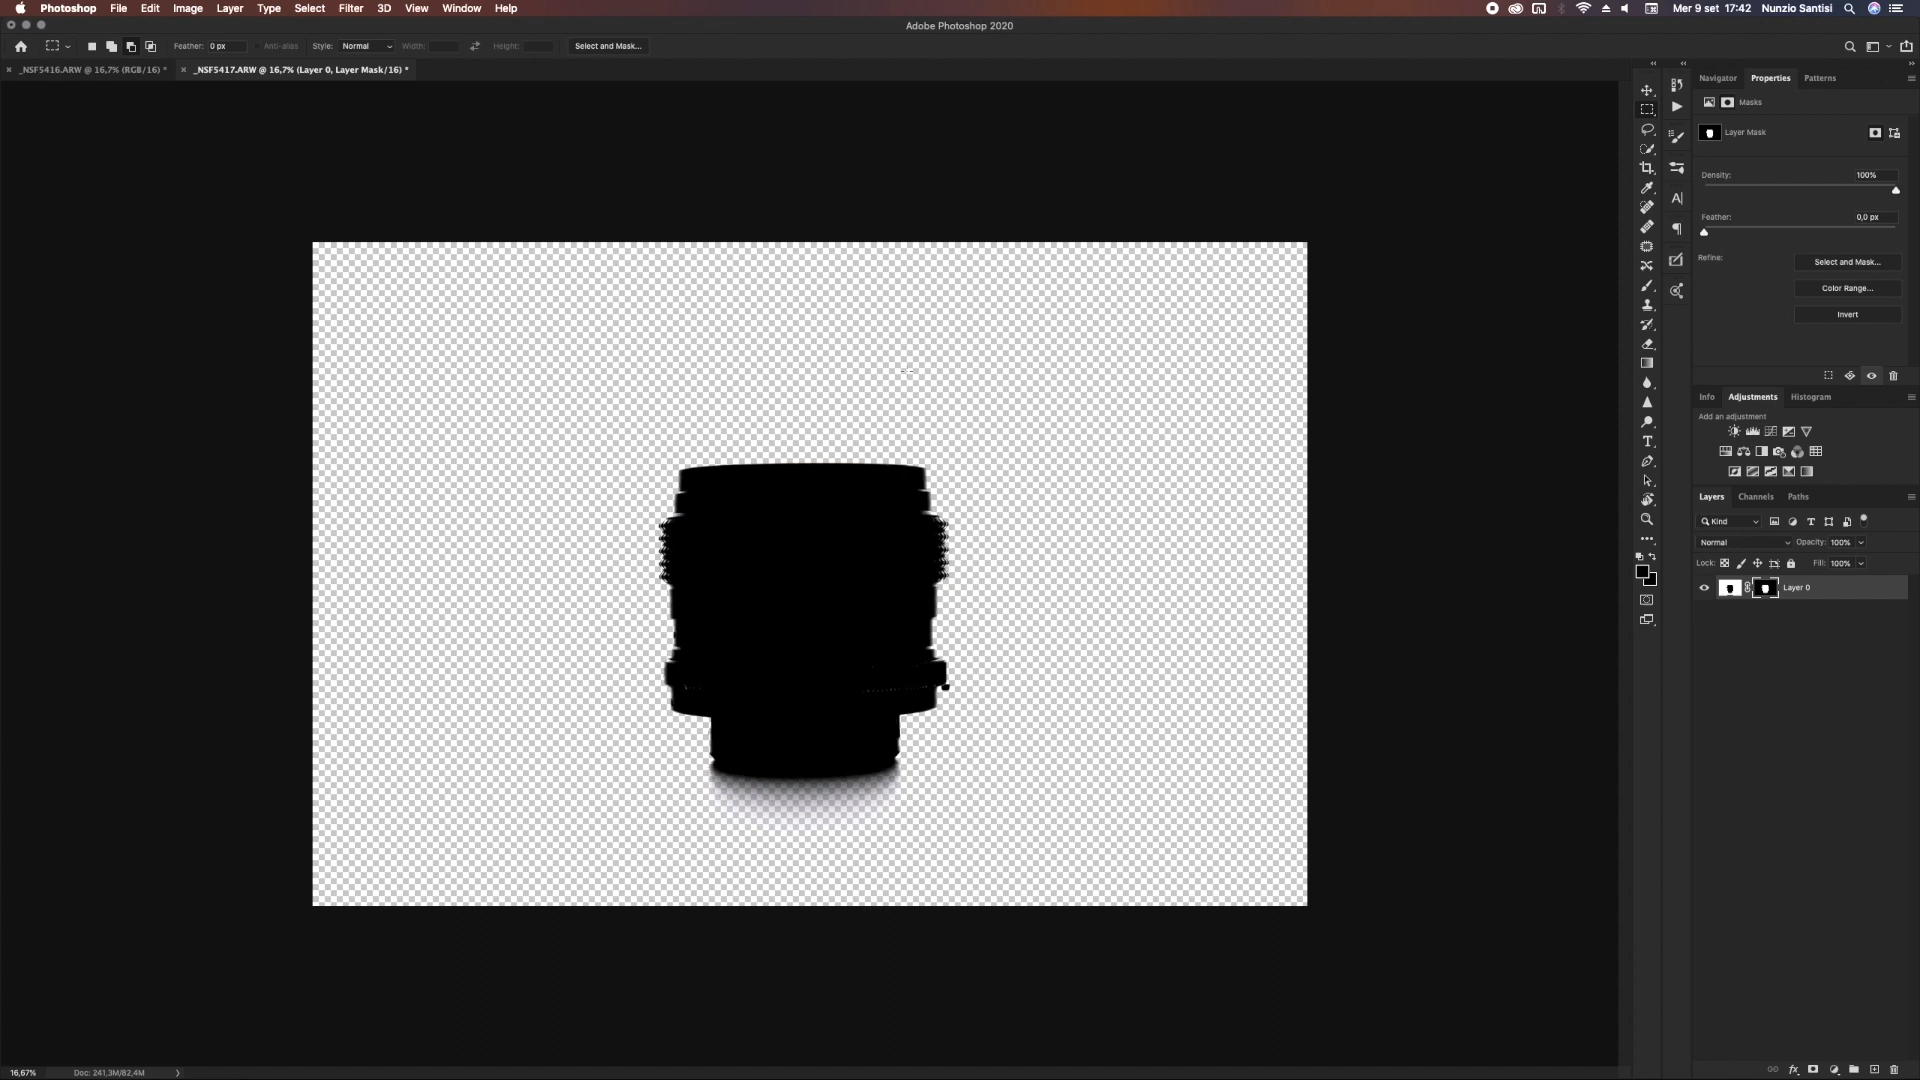 Photoshop File Edit Image Layer Type Select Filter 3D View Window Help Mer 9 set 17:42 Nunzio Santisi
Adobe Photoshop 2020
Feather: 0 px Anti-alias Style: Normal Width: Height: Select and Mask...
_NSF5416.ARW @ 16,7% (RGB/16) * _NSF5417.ARW @ 16,7% (Layer 0, Layer Mask/16) *
Navigator Properties Patterns
Masks
Layer Mask
Density: 100%
Feather: 0,0 px
Refine: Select and Mask...
Color Range...
Invert
Info Adjustments Histogram
Add an adjustment
Layers Channels Paths
Kind
Normal Opacity: 100%
Lock: Fill: 100%
Layer 0
16,67% Doc: 241,3M/82,4M